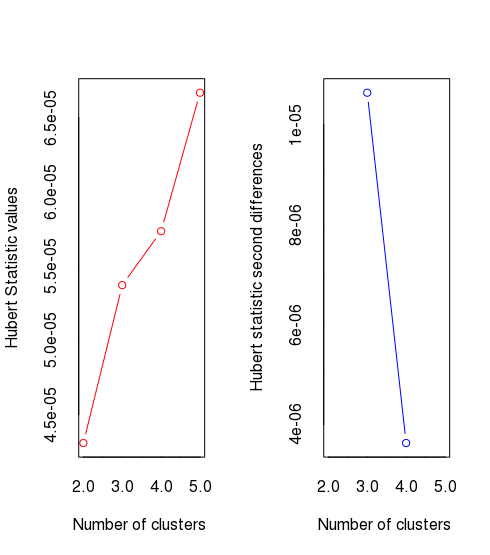 Hubert Statistic values
6.5e-05
6.0e-05
5.5e-05
5.0e-05
4.5e-05
2.0 3.0 4.0 5.0
Number of clusters
Hubert statistic second differences
1e-05
8e-06
6e-06
4e-06
2.0 3.0 4.0 5.0
Number of clusters